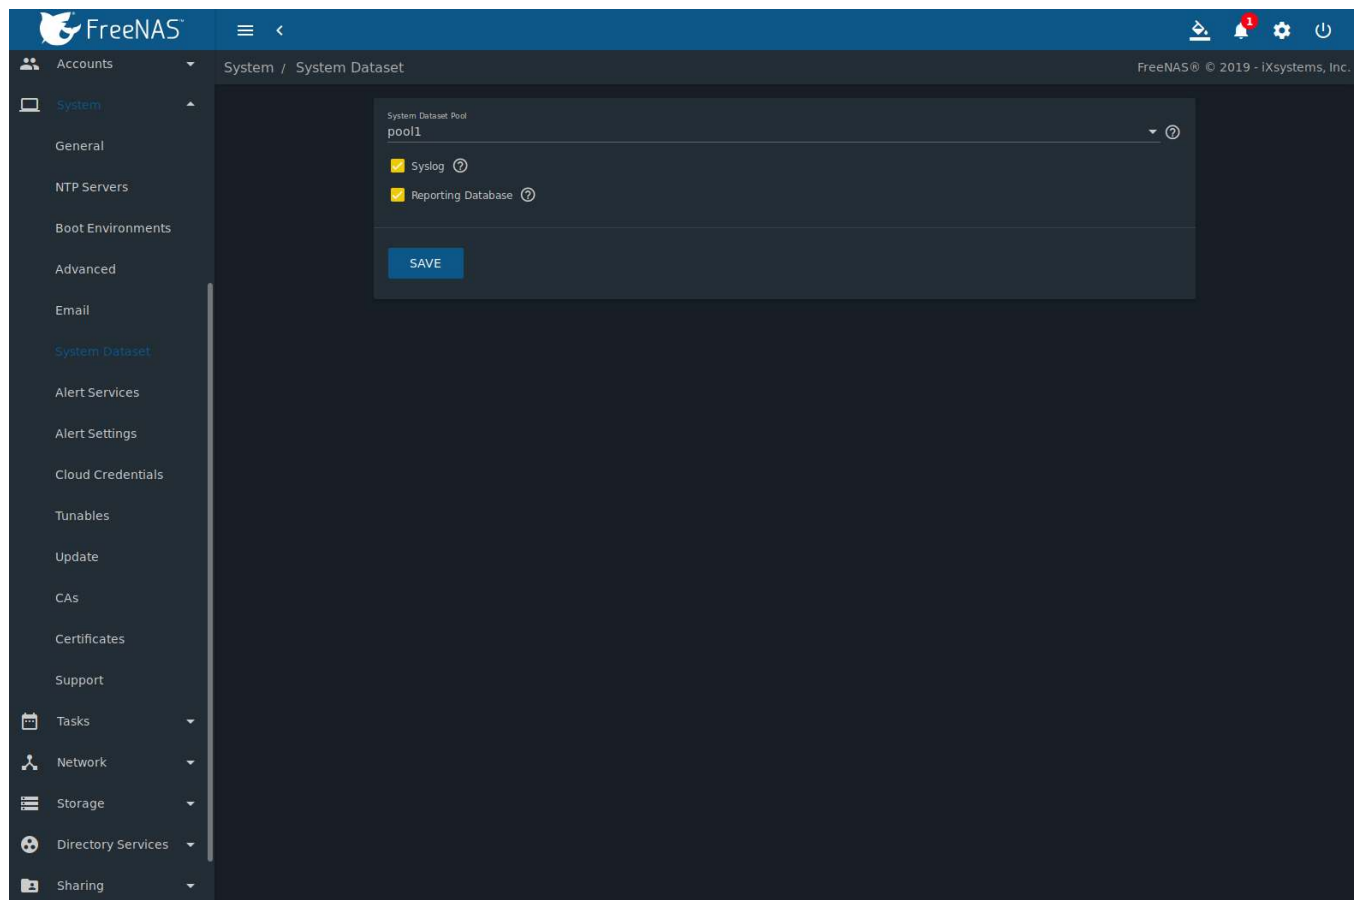 FreeNAS™
1
Accounts
System / System Dataset
FreeNAS® © 2019 - iXsystems, Inc.
System
General
NTP Servers
Boot Environments
Advanced
Email
System Dataset
Alert Services
Alert Settings
Cloud Credentials
Tunables
Update
CAs
Certificates
Support
Tasks
Network
Storage
Directory Services
Sharing
System Dataset Pool
pool1
Syslog
Reporting Database
SAVE